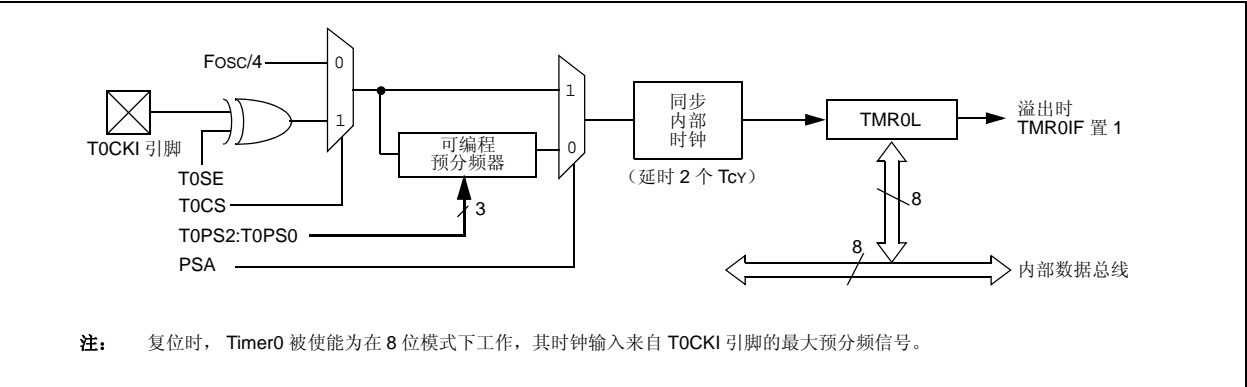 Fosc/4
0
1
T0CKI 引脚
T0SE
T0CS
T0PS2:T0PS0
PSA
可编程
预分频器
3
1
0
同步
内部
时钟
（延时 2 个 TCY）
TMR0L
溢出时
TMR0IF 置 1
8
8
内部数据总线
注： 复位时， Timer0 被使能为在 8 位模式下工作，其时钟输入来自 T0CKI 引脚的最大预分频信号。